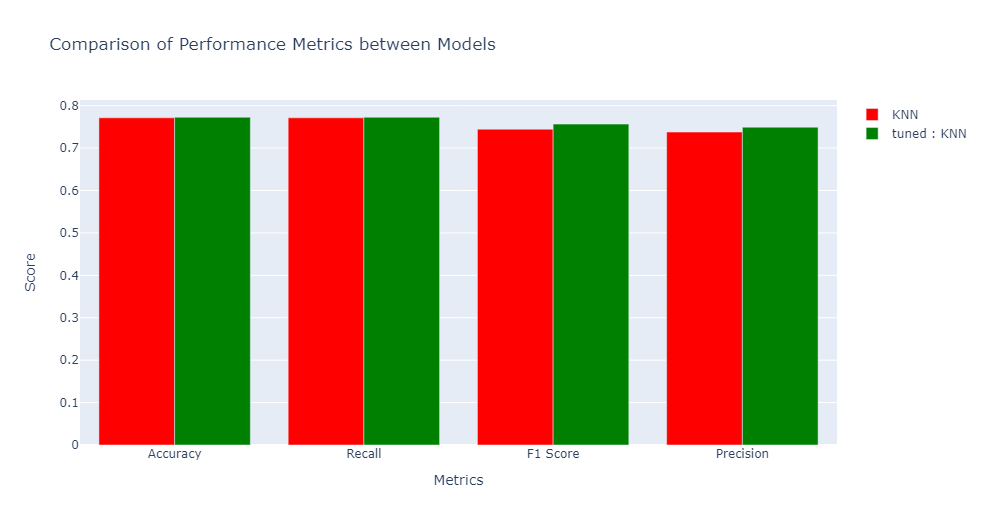 Comparison of Performance Metrics between Models
KNN
tuned : KNN
0.8
0.7
0.6
0.5
0.4
0.3
0.2
0.1
0
Score
Accuracy
Recall
F1 Score
Precision
Metrics